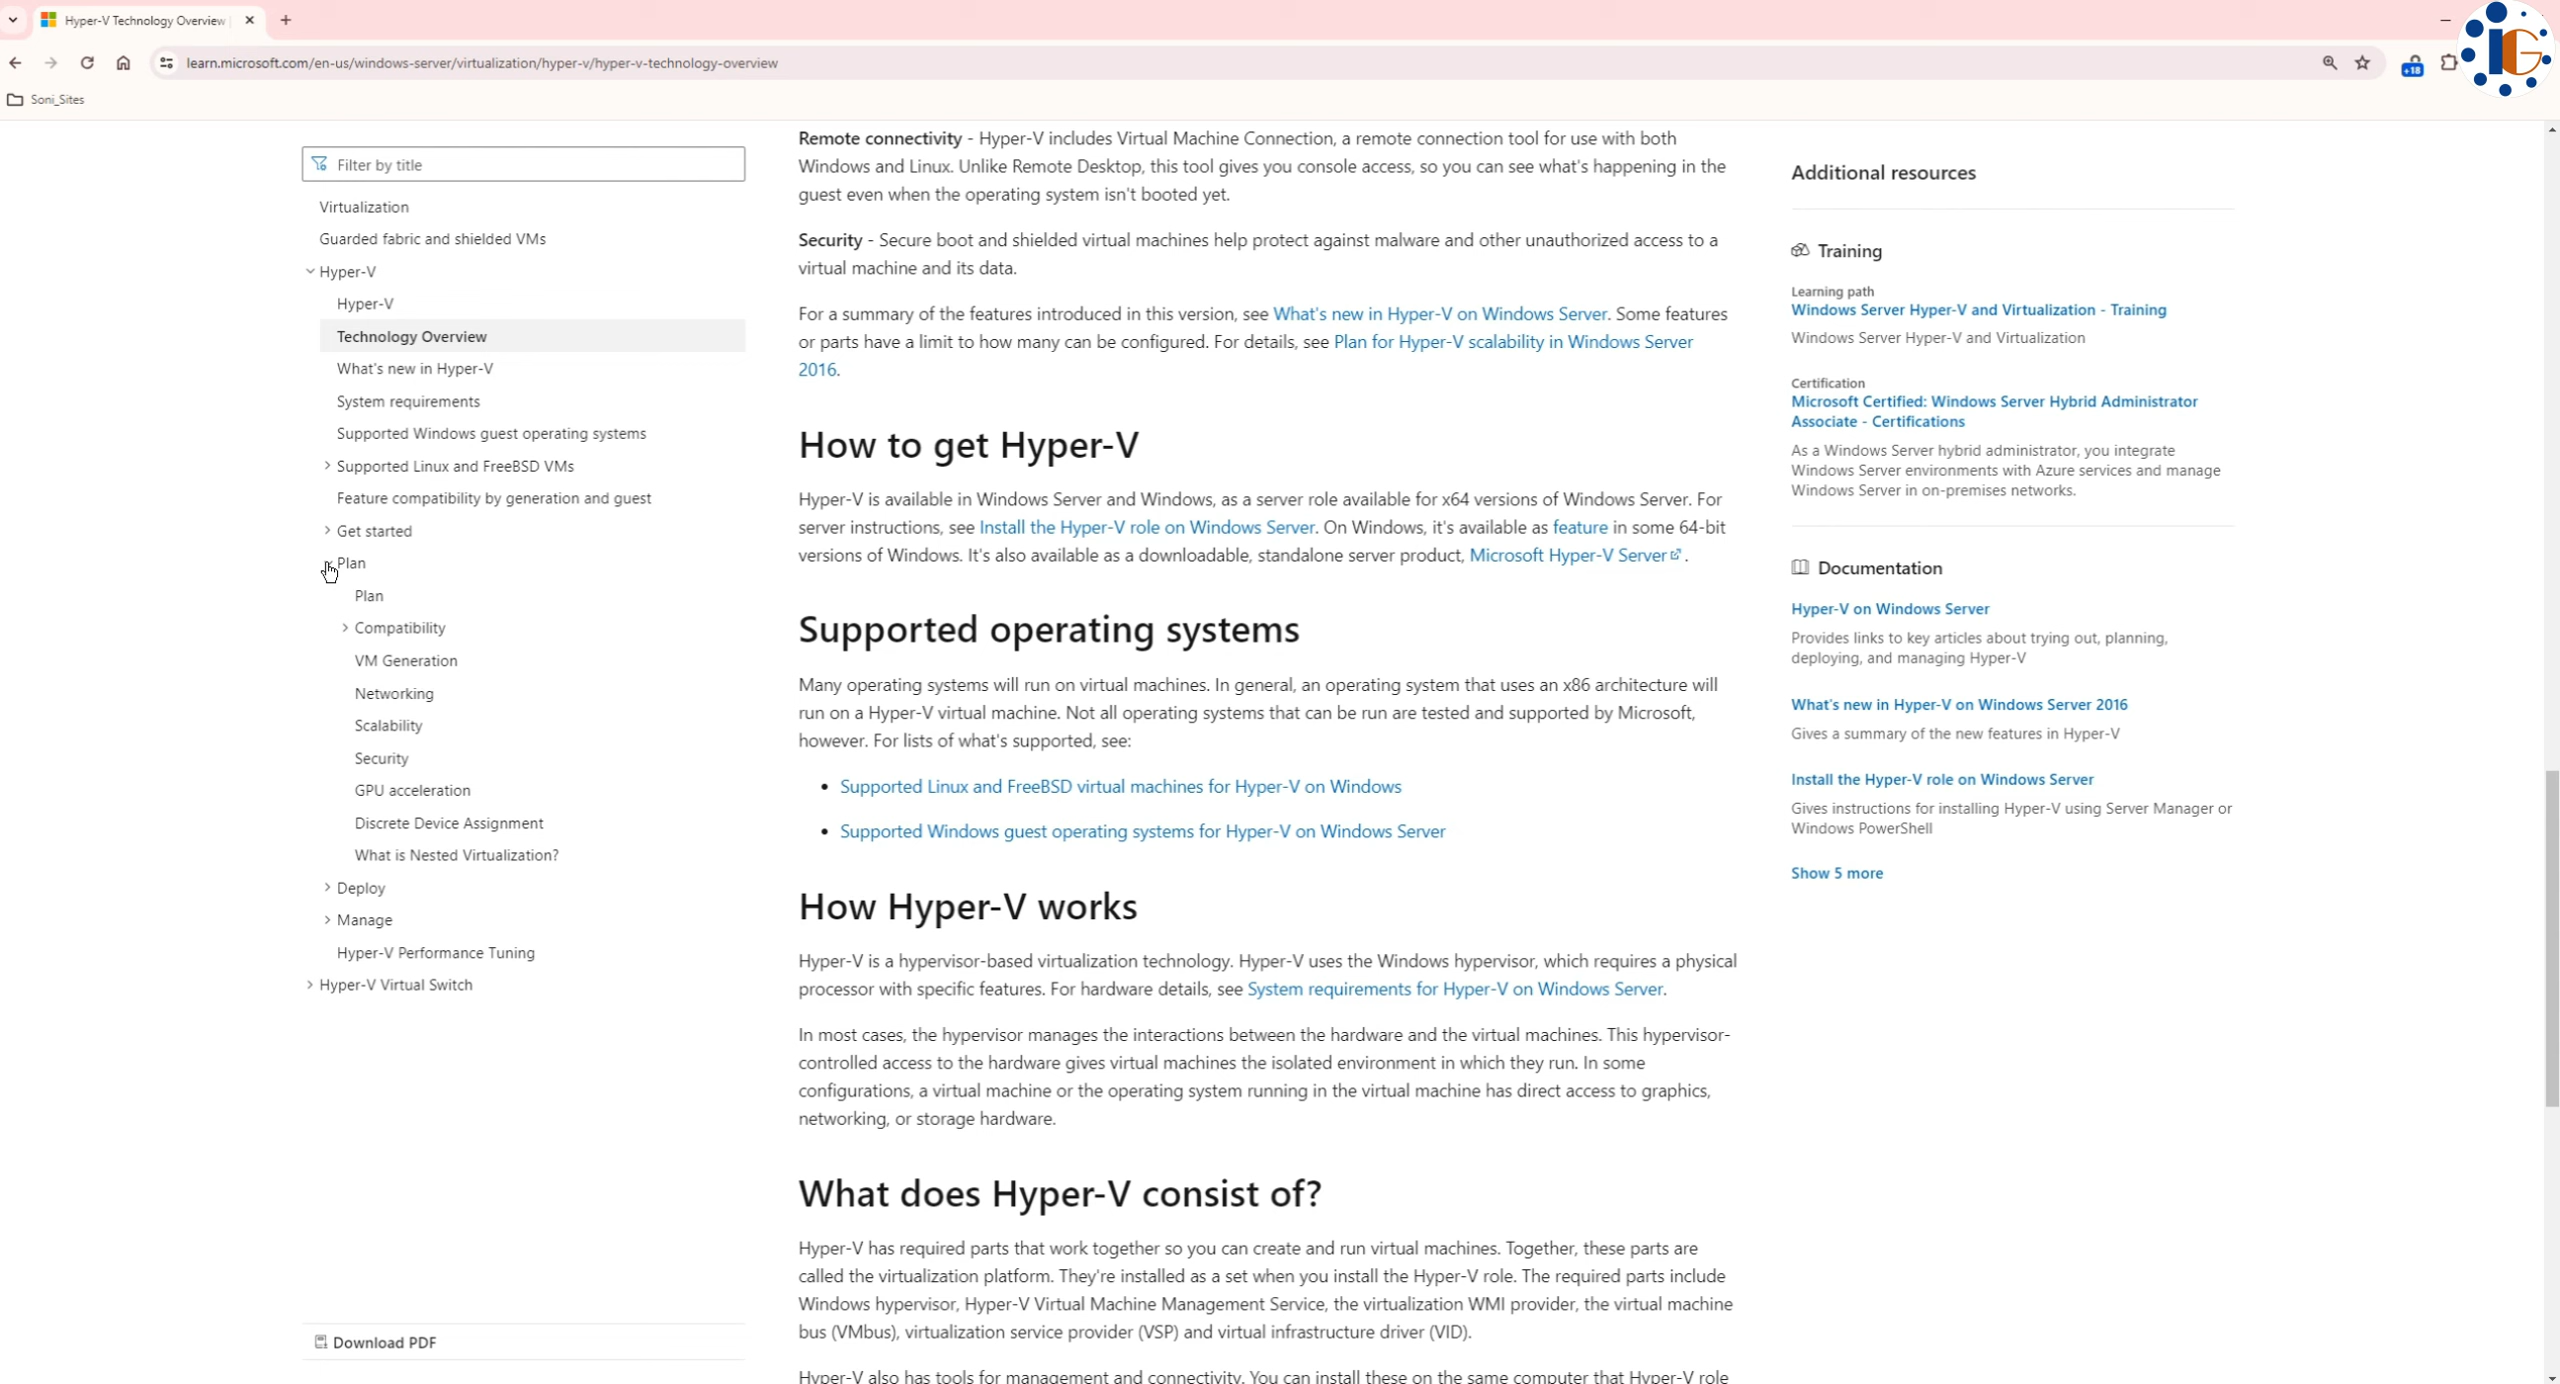 Hyper-V Technology Overview
learn.microsoft.com/en-us/windows-server/virtualization/hyper-v/hyper-v-technology-overview
+18
IG
Soni_Sites
Filter by title
Virtualization
Guarded fabric and shielded VMs
Hyper-V
Hyper-V
Technology Overview
What's new in Hyper-V
System requirements
Supported Windows guest operating systems
Supported Linux and FreeBSD VMs
Feature compatibility by generation and guest
Get started
Plan
Plan
Compatibility
VM Generation
Networking
Scalability
Security
GPU acceleration
Discrete Device Assignment
What is Nested Virtualization?
Deploy
Manage
Hyper-V Performance Tuning
Hyper-V Virtual Switch
Download PDF
Remote connectivity - Hyper-V includes Virtual Machine Connection, a remote connection tool for use with both
Windows and Linux. Unlike Remote Desktop, this tool gives you console access, so you can see what's happening in the
guest even when the operating system isn't booted yet.
Security - Secure boot and shielded virtual machines help protect against malware and other unauthorized access to a
virtual machine and its data.
For a summary of the features introduced in this version, see What's new in Hyper-V on Windows Server. Some features
or parts have a limit to how many can be configured. For details, see Plan for Hyper-V scalability in Windows Server
2016.
How to get Hyper-V
Hyper-V is available in Windows Server and Windows, as a server role available for x64 versions of Windows Server. For
server instructions, see Install the Hyper-V role on Windows Server. On Windows, it's available as feature in some 64-bit
versions of Windows. It's also available as a downloadable, standalone server product, Microsoft Hyper-V Server.
Supported operating systems
Many operating systems will run on virtual machines. In general, an operating system that uses an x86 architecture will
run on a Hyper-V virtual machine. Not all operating systems that can be run are tested and supported by Microsoft,
however. For lists of what's supported, see:
• Supported Linux and FreeBSD virtual machines for Hyper-V on Windows
• Supported Windows guest operating systems for Hyper-V on Windows Server
How Hyper-V works
Hyper-V is a hypervisor-based virtualization technology. Hyper-V uses the Windows hypervisor, which requires a physical
processor with specific features. For hardware details, see System requirements for Hyper-V on Windows Server.
In most cases, the hypervisor manages the interactions between the hardware and the virtual machines. This hypervisor-
controlled access to the hardware gives virtual machines the isolated environment in which they run. In some
configurations, a virtual machine or the operating system running in the virtual machine has direct access to graphics,
networking, or storage hardware.
What does Hyper-V consist of?
Hyper-V has required parts that work together so you can create and run virtual machines. Together, these parts are
called the virtualization platform. They're installed as a set when you install the Hyper-V role. The required parts include
Windows hypervisor, Hyper-V Virtual Machine Management Service, the virtualization WMI provider, the virtual machine
bus (VMbus), virtualization service provider (VSP) and virtual infrastructure driver (VID).
Hyper-V also has tools for management and connectivity. You can install these on the same computer that Hyper-V role
Additional resources
Training
Learning path
Windows Server Hyper-V and Virtualization - Training
Windows Server Hyper-V and Virtualization
Certification
Microsoft Certified: Windows Server Hybrid Administrator
Associate - Certifications
As a Windows Server hybrid administrator, you integrate
Windows Server environments with Azure services and manage
Windows Server in on-premises networks.
Documentation
Hyper-V on Windows Server
Provides links to key articles about trying out, planning,
deploying, and managing Hyper-V
What's new in Hyper-V on Windows Server 2016
Gives a summary of the new features in Hyper-V
Install the Hyper-V role on Windows Server
Gives instructions for installing Hyper-V using Server Manager or
Windows PowerShell
Show 5 more